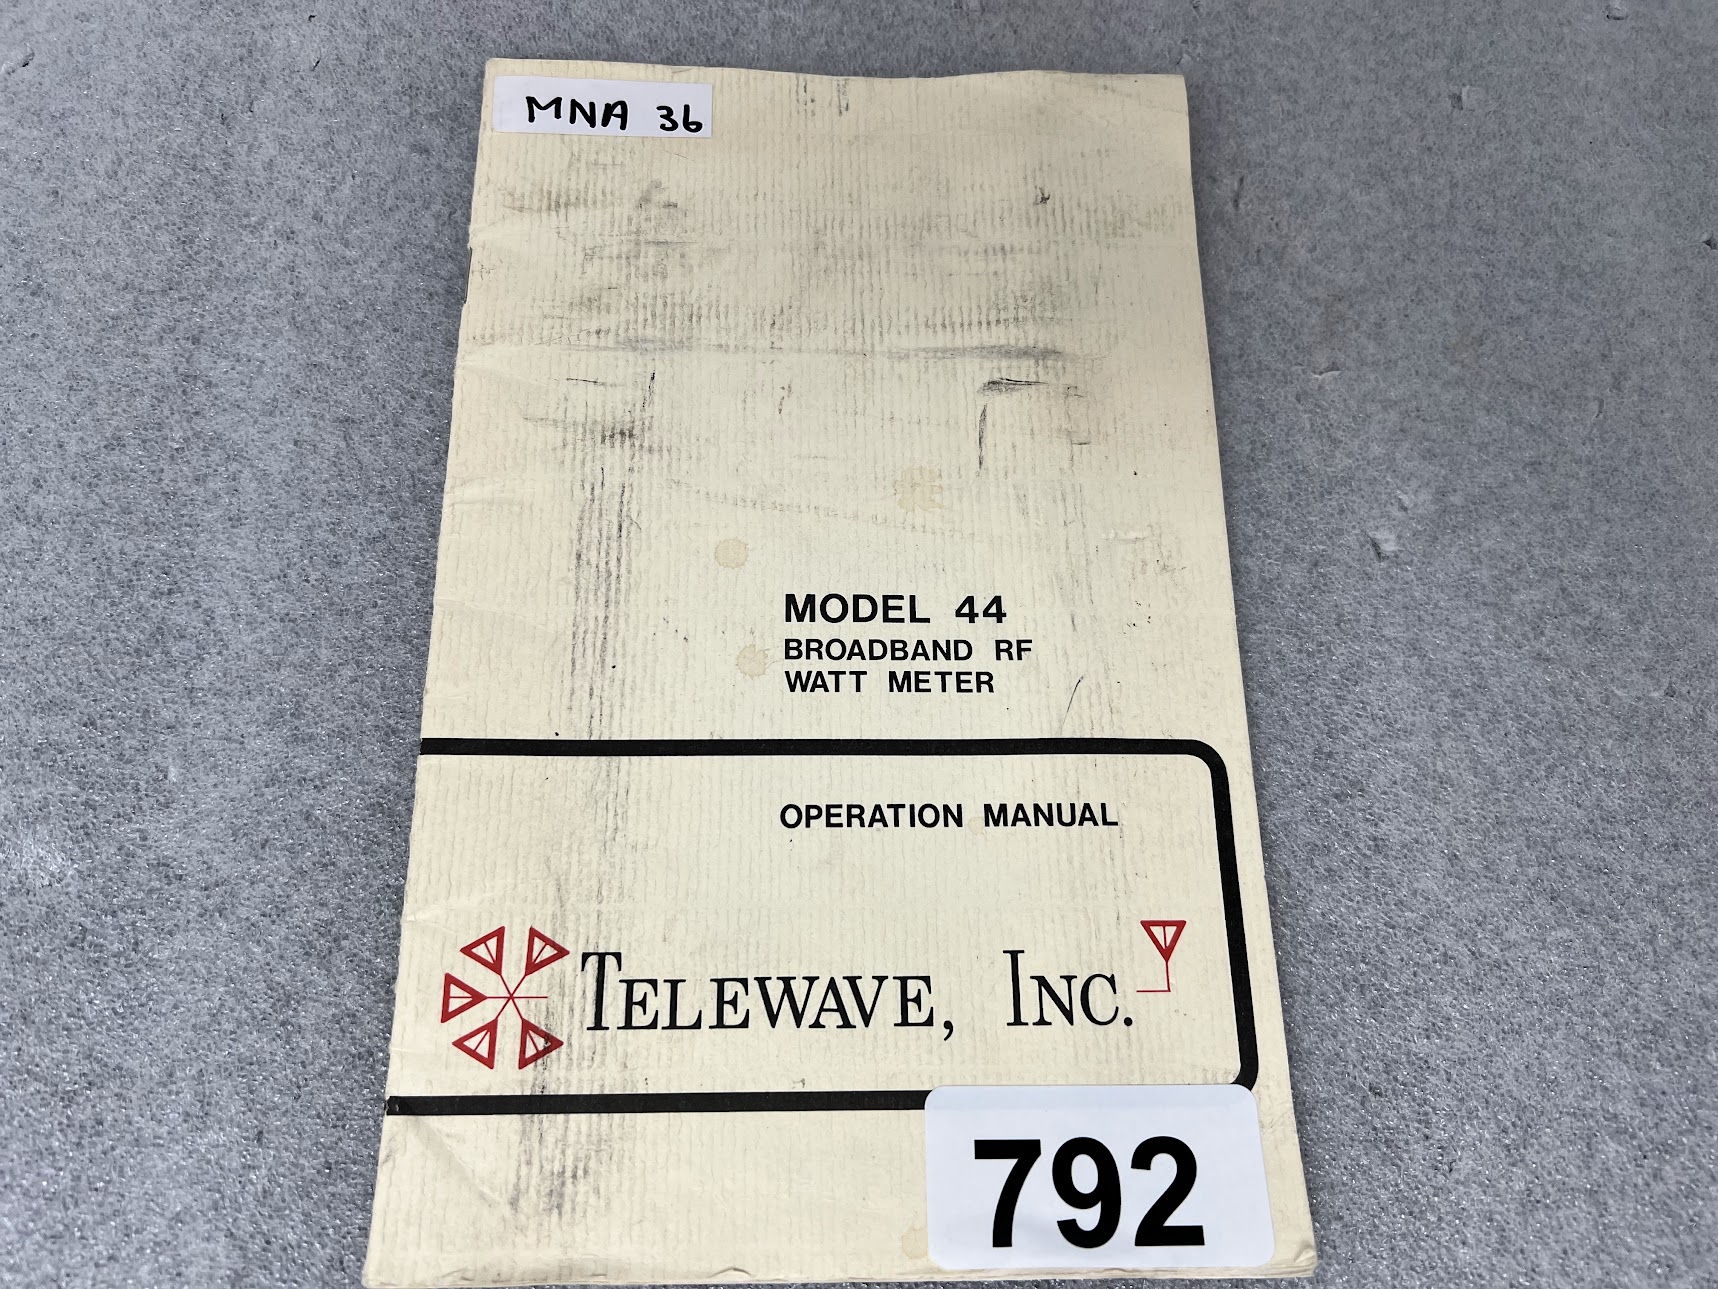 MNA 36
MODEL 44
BROADBAND RF
WATT METER
OPERATION MANUAL
TELEWAVE, INC.
792